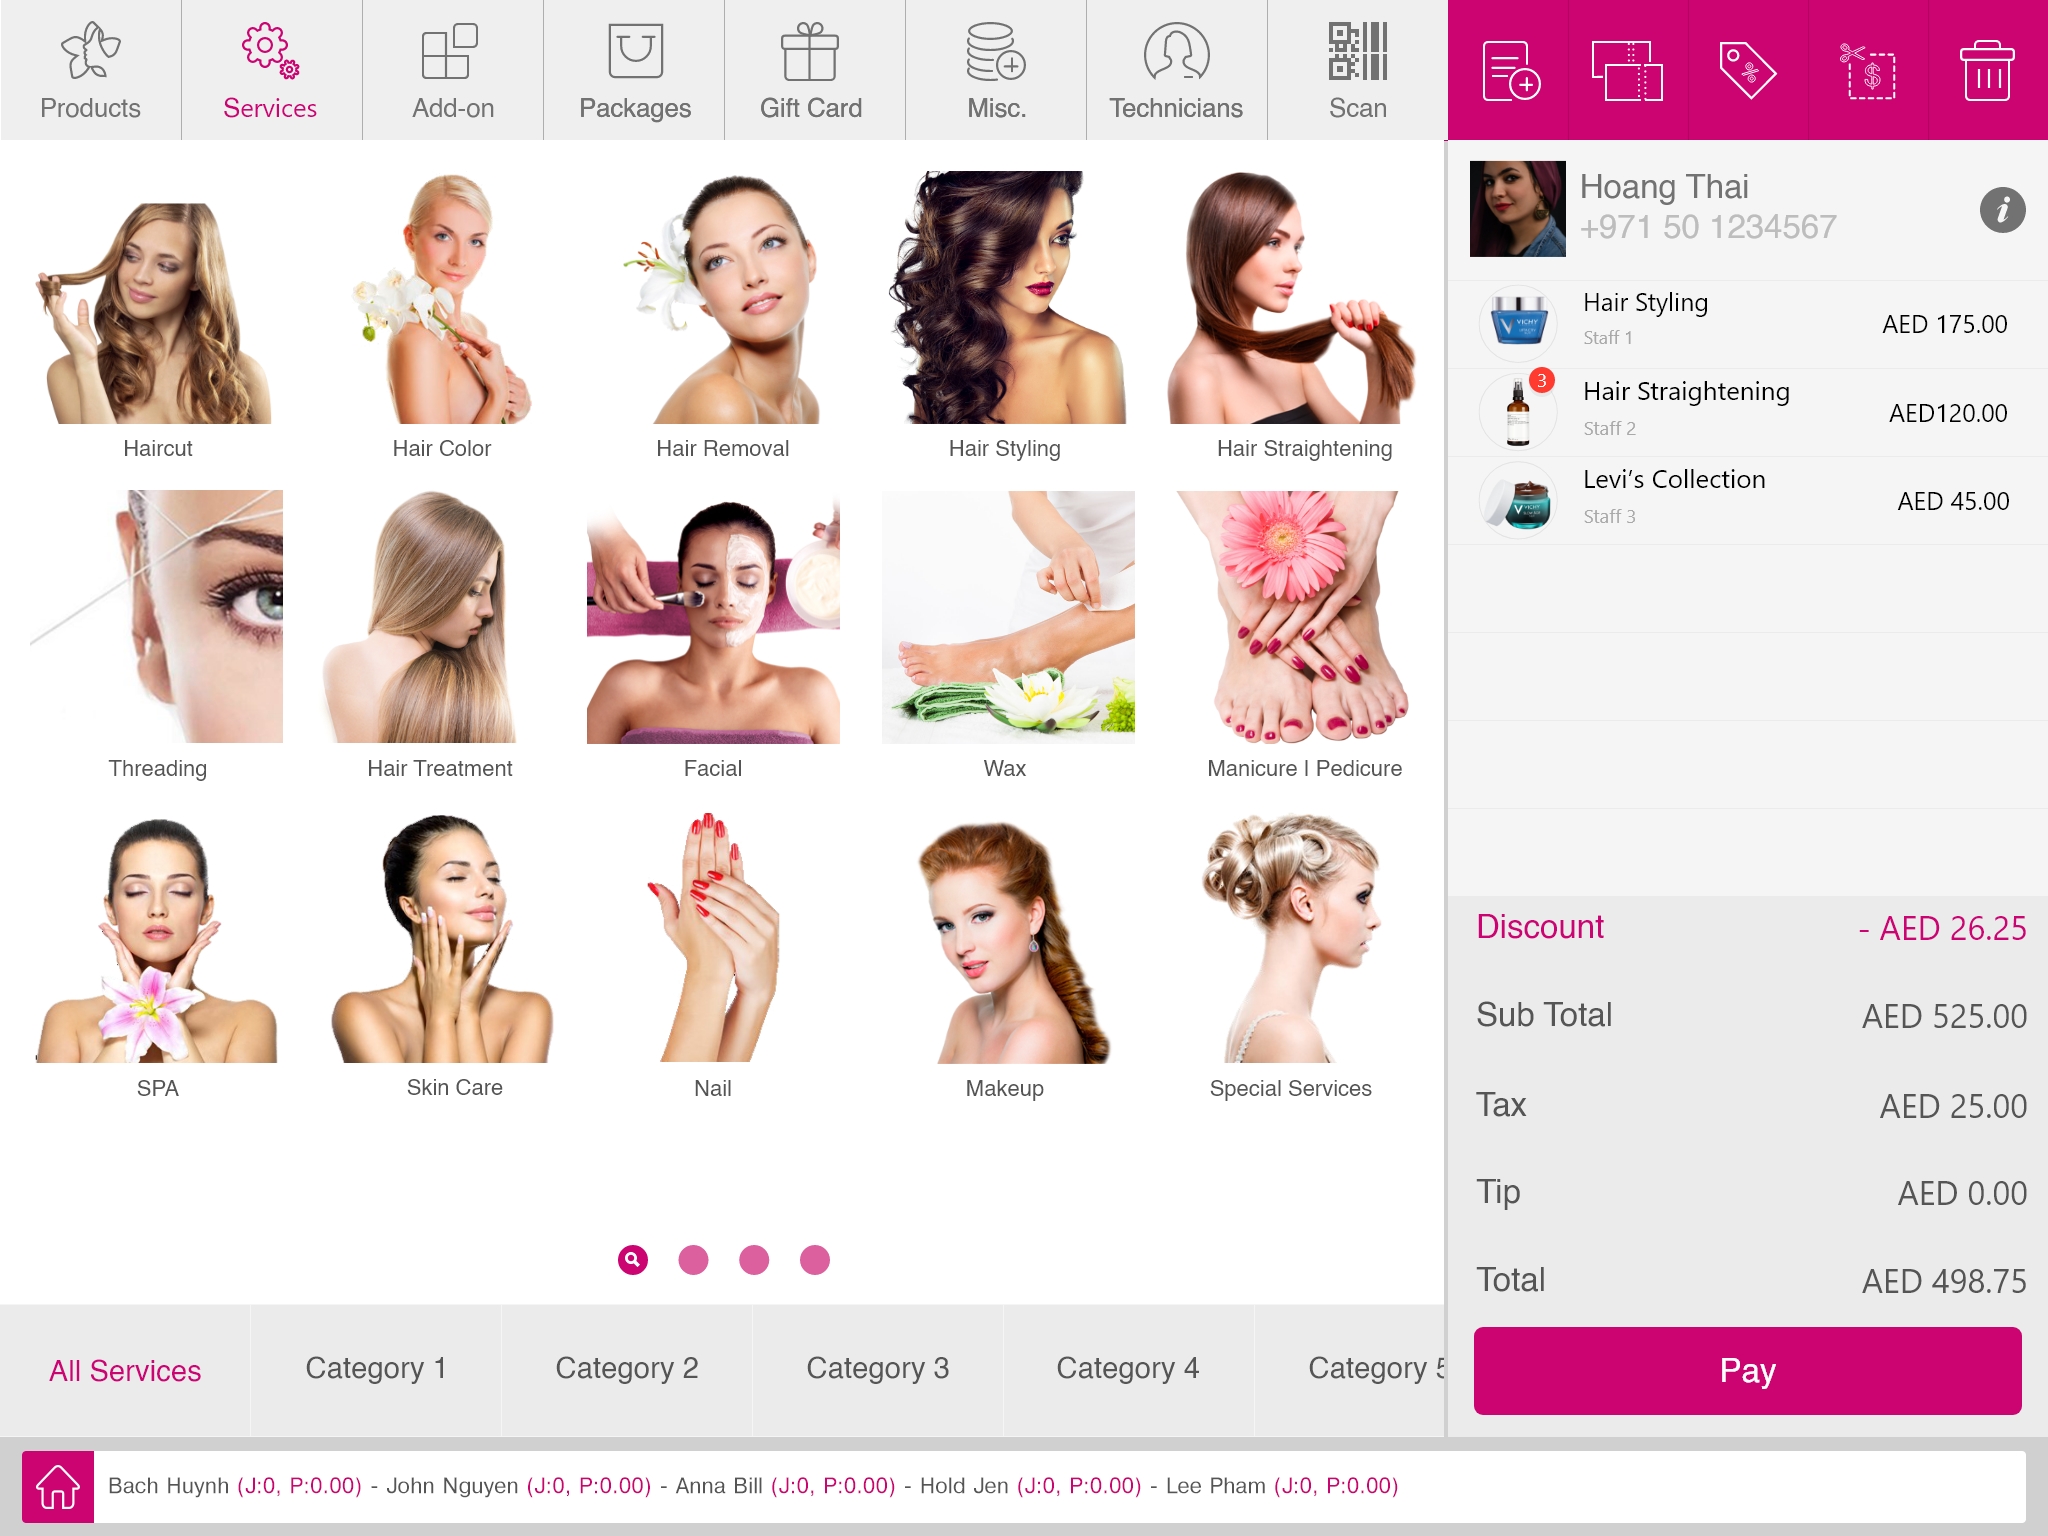 Products
Services
Add-on
Packages
Gift Card
Misc.
Technicians
Scan
Hoang Thai
+971 50 1234567
i
Haircut
Hair Color
Hair Removal
Hair Styling
Hair Straightening
Threading
Hair Treatment
Facial
Wax
Manicure I Pedicure
SPA
Skin Care
Nail
Makeup
Special Services
VICHY
Hair Styling
Staff 1
AED 175.00
3
Hair Straightening
Staff 2
AED120.00
VICHY
Levi’s Collection
Staff 3
AED 45.00
Discount
- AED 26.25
Sub Total
AED 525.00
Tax
AED 25.00
Tip
AED 0.00
Total
AED 498.75
Pay
All Services
Category 1
Category 2
Category 3
Category 4
Category 5
Bach Huynh (J:0, P:0.00) - John Nguyen (J:0, P:0.00) - Anna Bill (J:0, P:0.00) - Hold Jen (J:0, P:0.00) - Lee Pham (J:0, P:0.00)